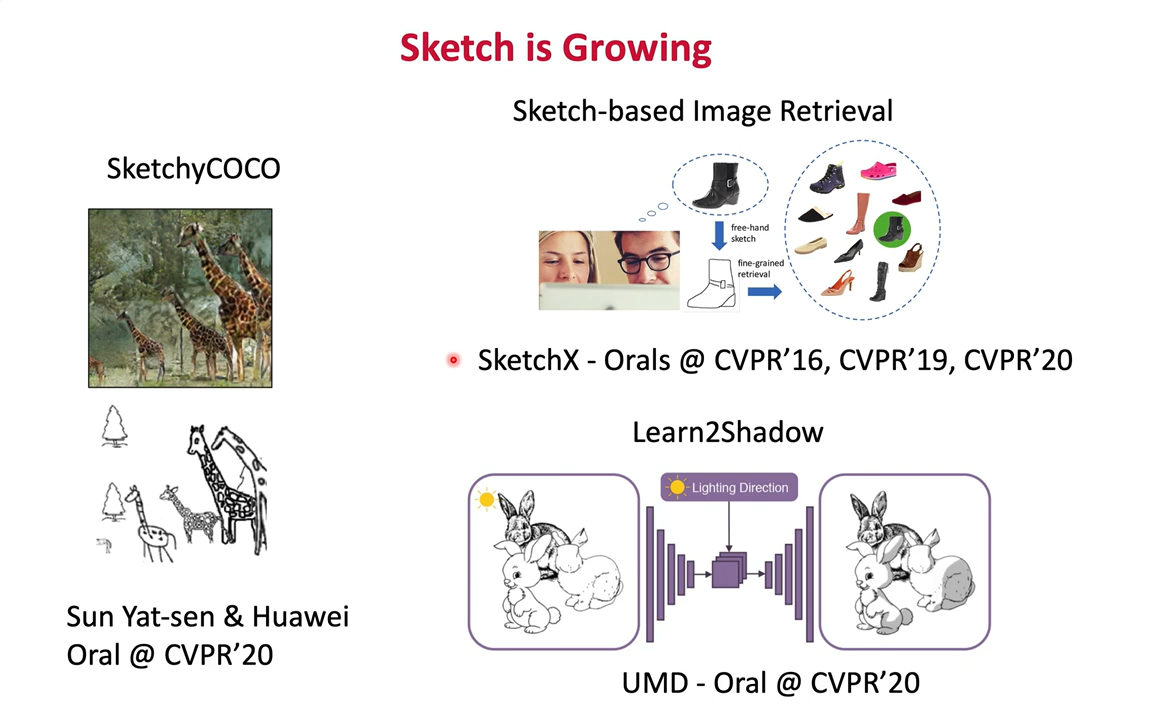 Sketch is Growing
SketchyCOCO
Sun Yat-sen & Huawei
Oral @ CVPR’20
Sketch-based Image Retrieval
free-hand
sketch
fine-grained
retrieval
SketchX - Orals @ CVPR’16, CVPR’19, CVPR’20
Learn2Shadow
Lighting Direction
UMD - Oral @ CVPR’20